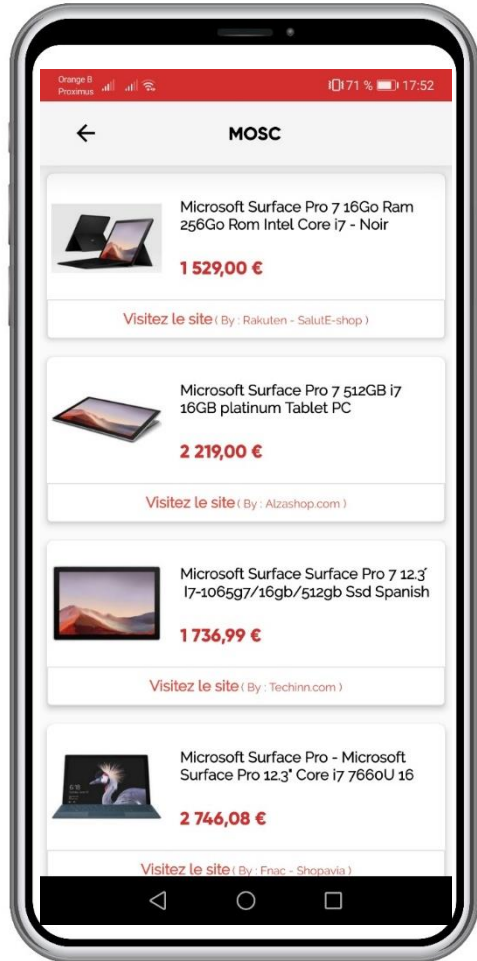 Orange B
Proximus
71 % 17:52
MOSC
Microsoft Surface Pro 7 16Go Ram
256Go Rom Intel Core i7 - Noir
1 529,00 €
Visitez le site ( By : Rakuten - SalutE-shop )
Microsoft Surface Pro 7 512GB i7
16GB platinum Tablet PC
2 219,00 €
Visitez le site ( By : Alzashop.com )
Microsoft Surface Surface Pro 7 12.3´
I7-1065g7/16gb/512gb Ssd Spanish
1 736,99 €
Visitez le site ( By : Techinn.com )
Microsoft Surface Pro - Microsoft
Surface Pro 12.3" Core i7 7660U 16
2 746,08 €
Visitez le site ( By : Fnac - Shopavia )